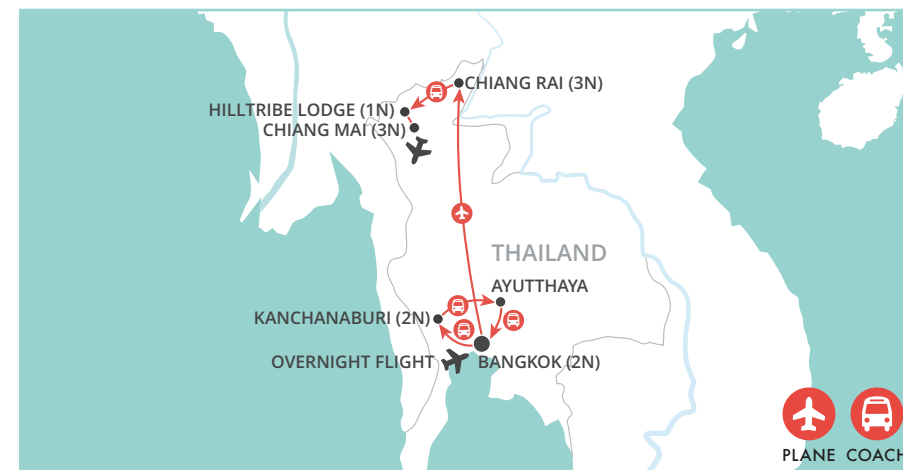 CHIANG RAI (3N)
HILLTRIBE LODGE (1N)
CHIANG MAI (3N)
THAILAND
AYUTTHAYA
KANCHANABURI (2N)
OVERNIGHT FLIGHT
BANGKOK (2N)
PLANE COACH